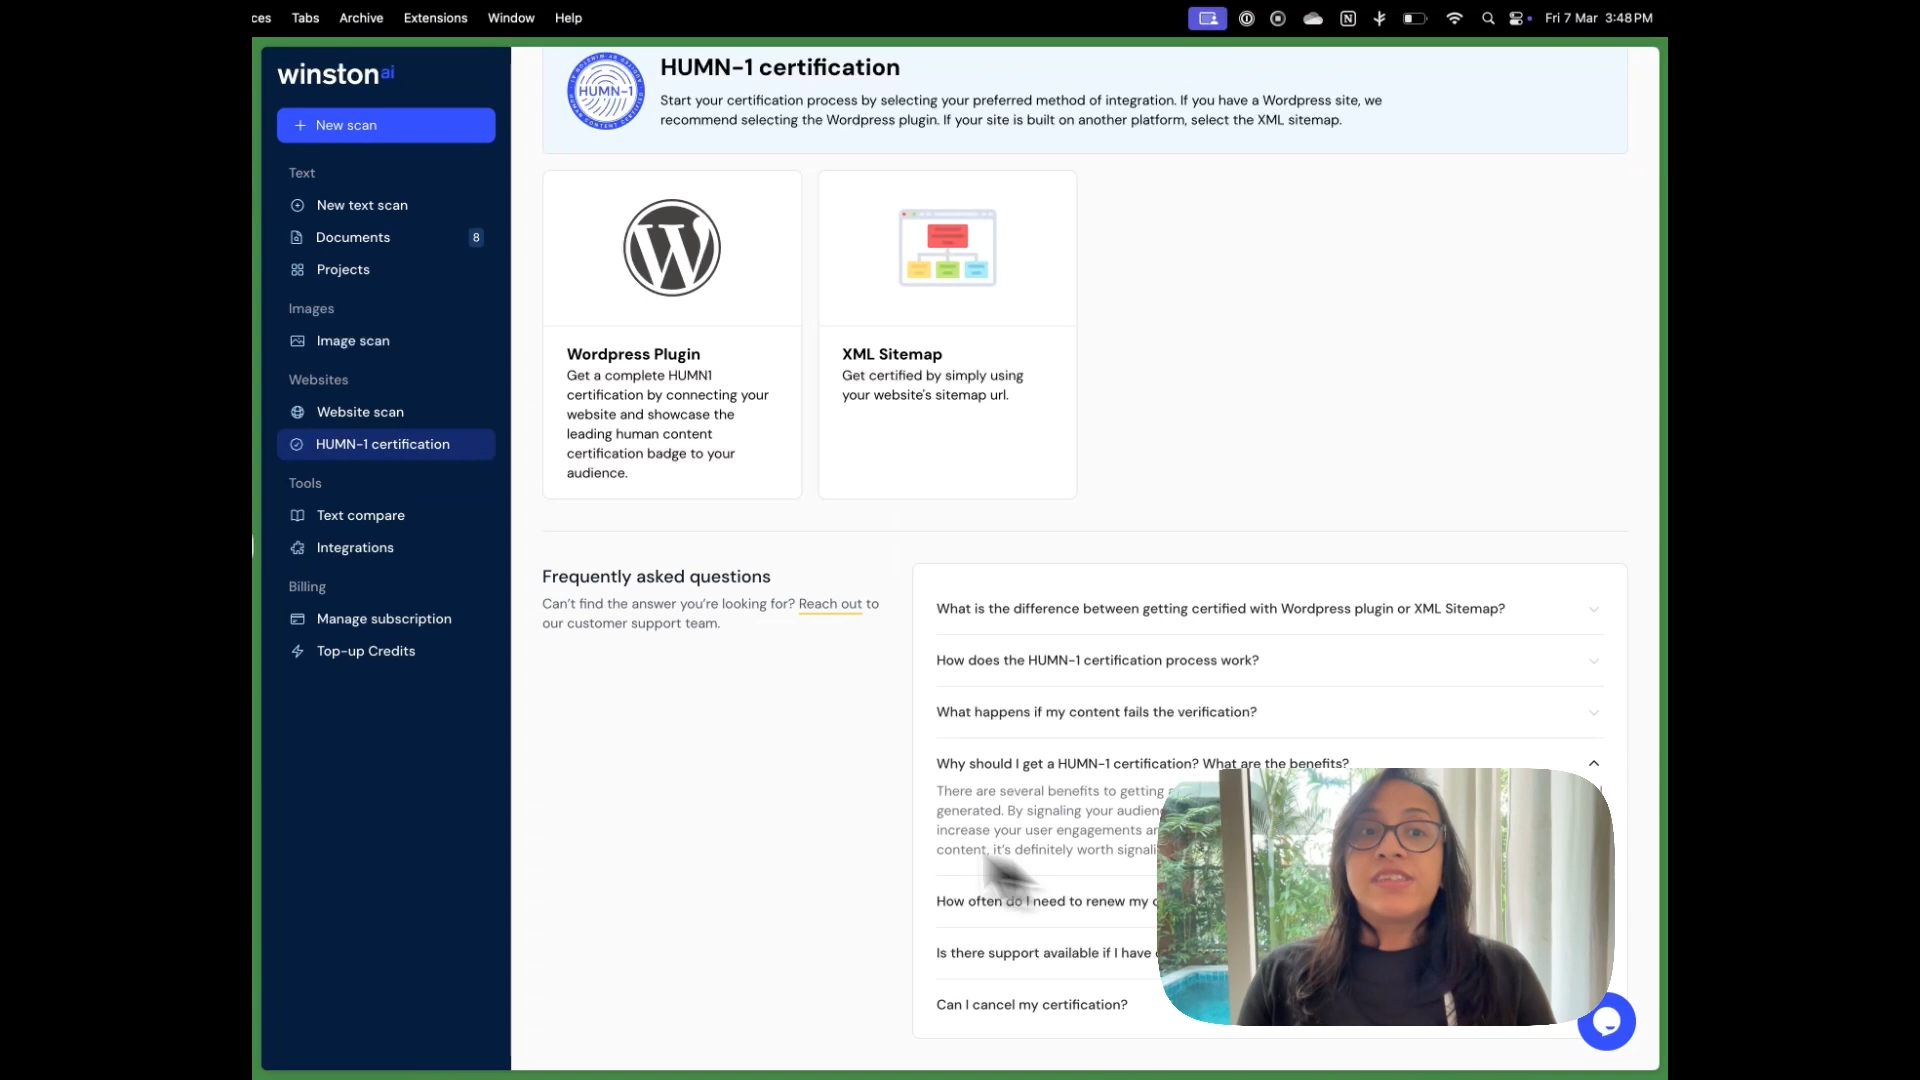 ces Tabs Archive Extensions Window Help Fri 7 Mar 3:48 PM
winston ai
HUMN-1 certification
HUMN-1
Start your certification process by selecting your preferred method of integration. If you have a Wordpress site, we
recommend selecting the Wordpress plugin. If your site is built on another platform, select the XML sitemap.
+ New scan
Text
New text scan
Documents 8
Projects
Images
Image scan
Websites
Website scan
HUMN-1 certification
Tools
Text compare
Integrations
Billing
Manage subscription
Top-up Credits
Wordpress Plugin
Get a complete HUMN1
certification by connecting your
website and showcase the
leading human content
certification badge to your
audience.
XML Sitemap
Get certified by simply using
your website's sitemap url.
Frequently asked questions
Can't find the answer you're looking for? Reach out to
our customer support team.
What is the difference between getting certified with Wordpress plugin or XML Sitemap?
How does the HUMN-1 certification process work?
What happens if my content fails the verification?
Why should I get a HUMN-1 certification? What are the benefits?
There are several benefits to getting
generated. By signaling your audien
increase your user engagements a
content, it's definitely worth signali
How often do I need to renew my
Is there support available if I have
Can I cancel my certification?